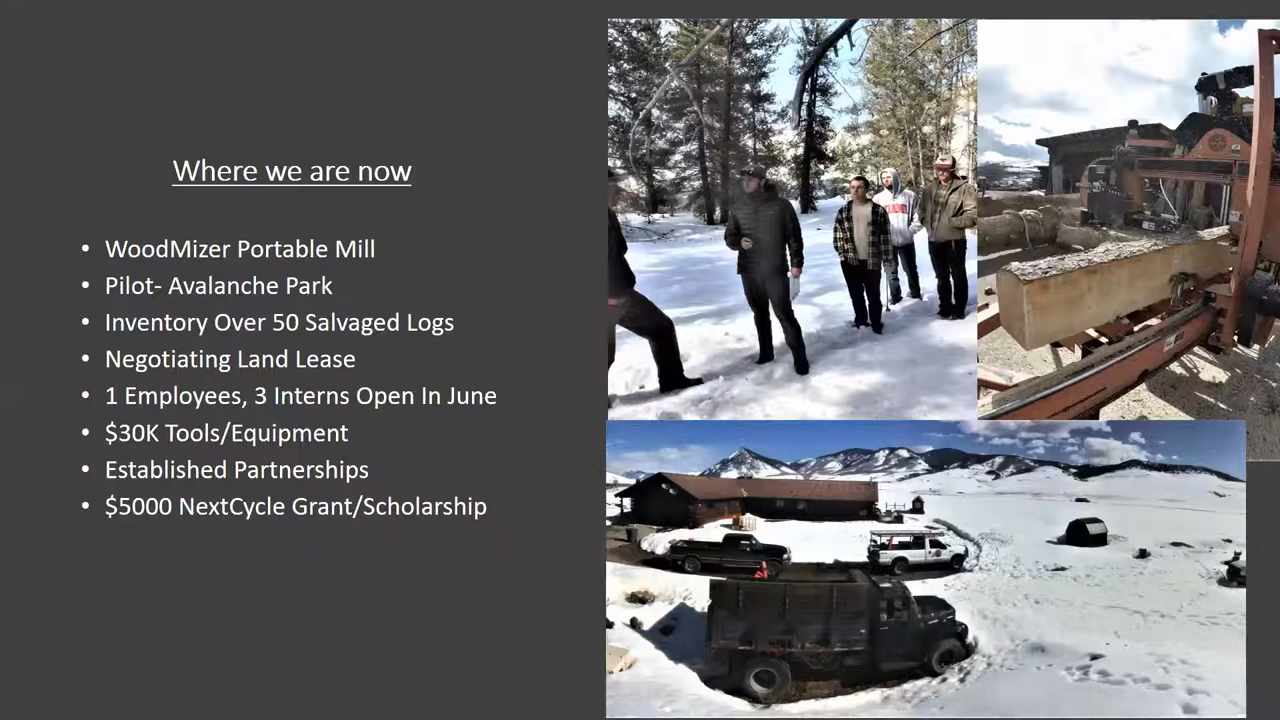 Where we are now
• WoodMizer Portable Mill
• Pilot- Avalanche Park
• Inventory Over 50 Salvaged Logs
• Negotiating Land Lease
• 1 Employees, 3 Interns Open In June
• $30K Tools/Equipment
• Established Partnerships
• $5000 NextCycle Grant/Scholarship